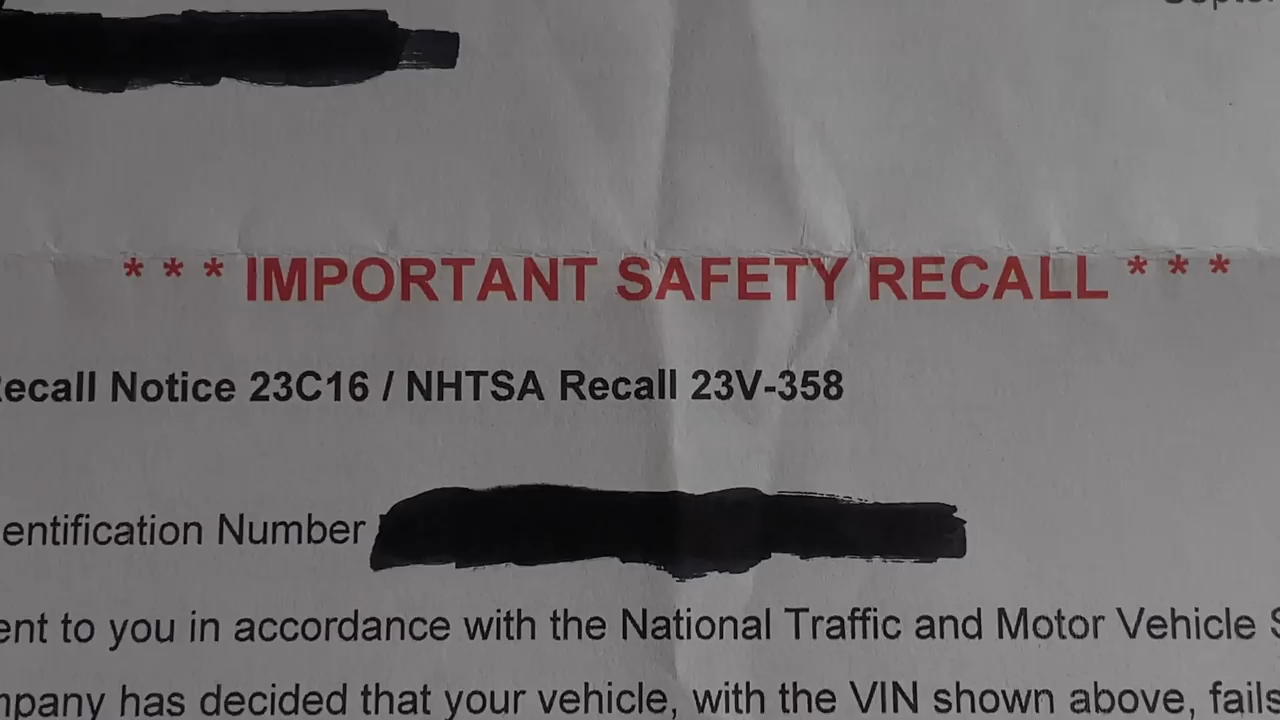 * * * IMPORTANT SAFETY RECALL * * *
Recall Notice 23C16 / NHTSA Recall 23V-358
entification Number
ent to you in accordance with the National Traffic and Motor Vehicle S
mpany has decided that your vehicle, with the VIN shown above, fails